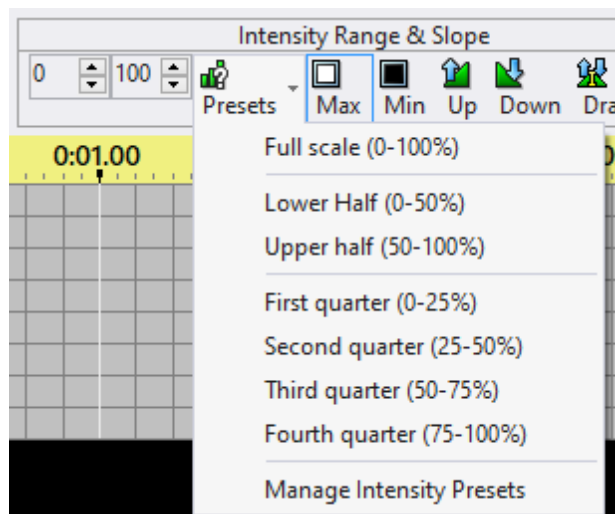 Intensity Range & Slope
0 100 Presets Max Min Up Down
0:01.00
Full scale (0-100%)
Lower Half (0-50%)
Upper half (50-100%)
First quarter (0-25%)
Second quarter (25-50%)
Third quarter (50-75%)
Fourth quarter (75-100%)
Manage Intensity Presets